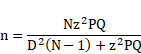 n = Nz²PQ / D²(N − 1) + z²PQ